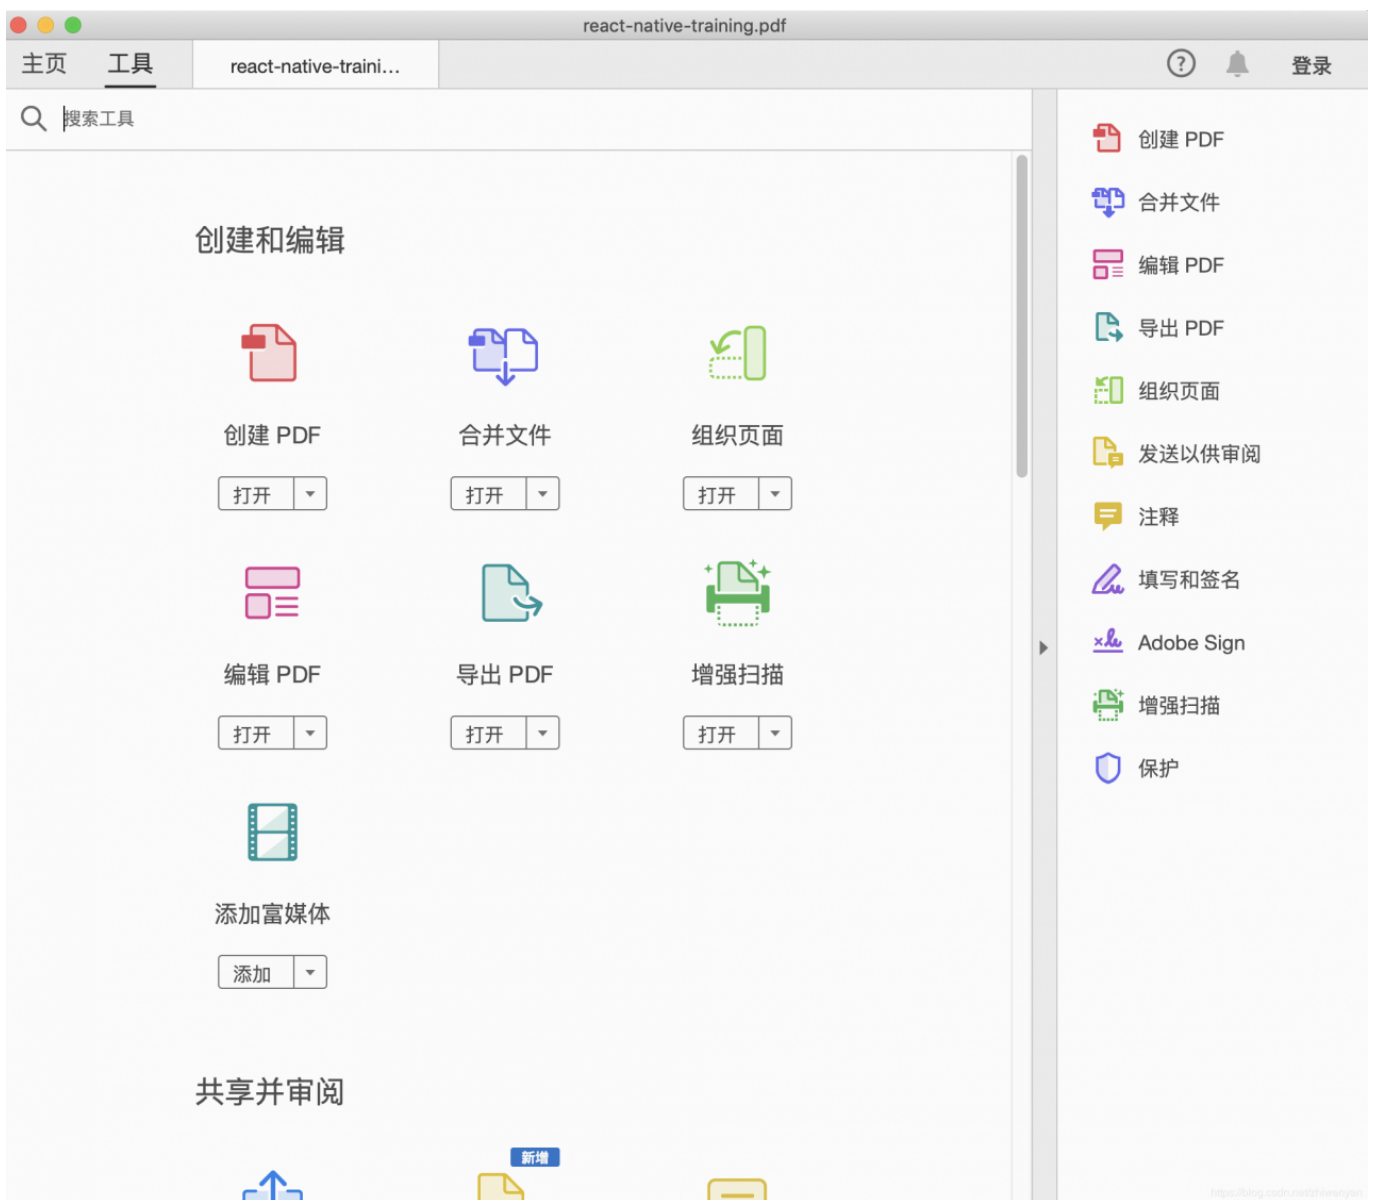 react-native-training.pdf
主页 工具 react-native-traini... ? 登录
搜索工具
创建和编辑
创建 PDF 合并文件 组织页面
打开 打开 打开
编辑 PDF 导出 PDF 增强扫描
打开 打开 打开
添加富媒体
添加
共享并审阅
新增
创建 PDF
合并文件
编辑 PDF
导出 PDF
组织页面
发送以供审阅
注释
填写和签名
Adobe Sign
增强扫描
保护